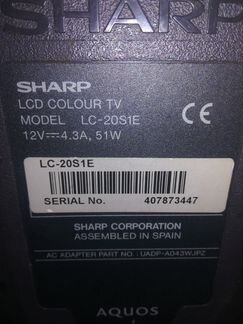 SHARP
SHARP
LCD COLOUR TV
MODEL LC-20S1E
12V⎓4.3A, 51W
CE
LC-20S1E
SERIAL No. 407873447
SHARP CORPORATION
ASSEMBLED IN SPAIN
AC ADAPTER PART NO. : UADP-A043WJPZ
AQUOS